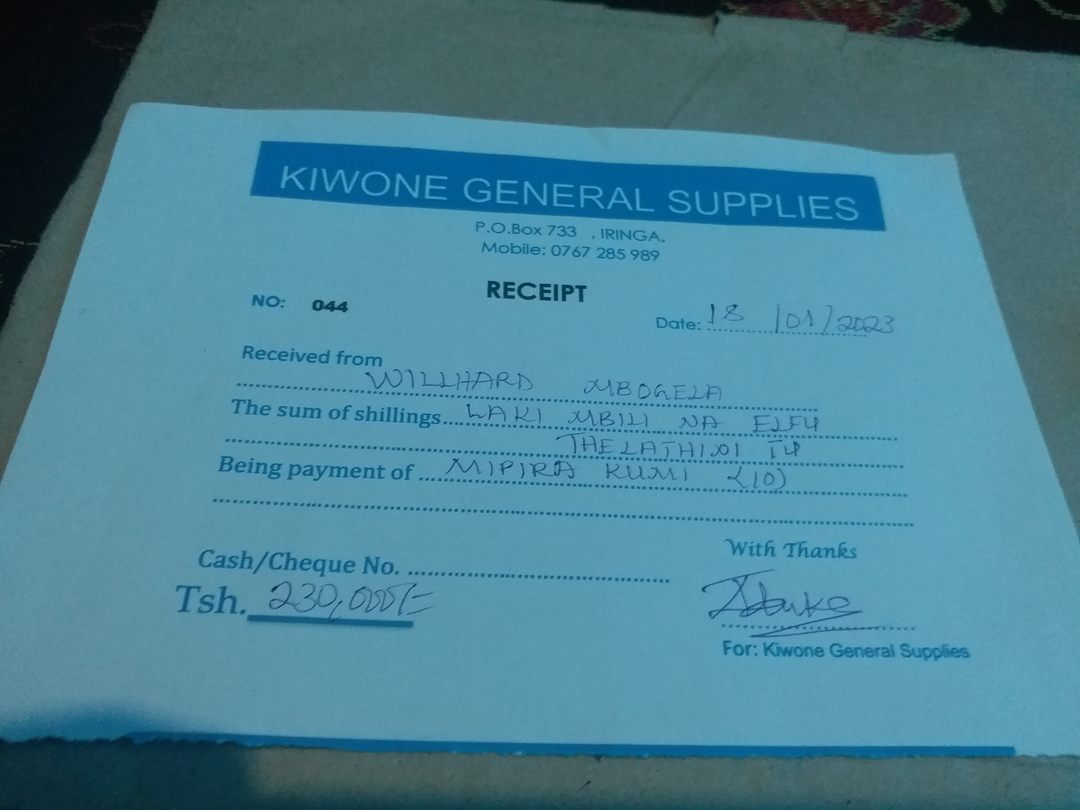 KIWONE GENERAL SUPPLIES
P.O.Box 733 , IRINGA.
Mobile: 0767 285 989
RECEIPT
NO: 044
Date: 18/01/2023
Received from
WILLHARD MBOGELA
The sum of shillings LAKI MBILI NA ELFU
THELATHINI TU
Being payment of MIPIRA KUMI (10)
With Thanks
Cash/Cheque No.
Tsh. 230,000/=
For: Kiwone General Supplies